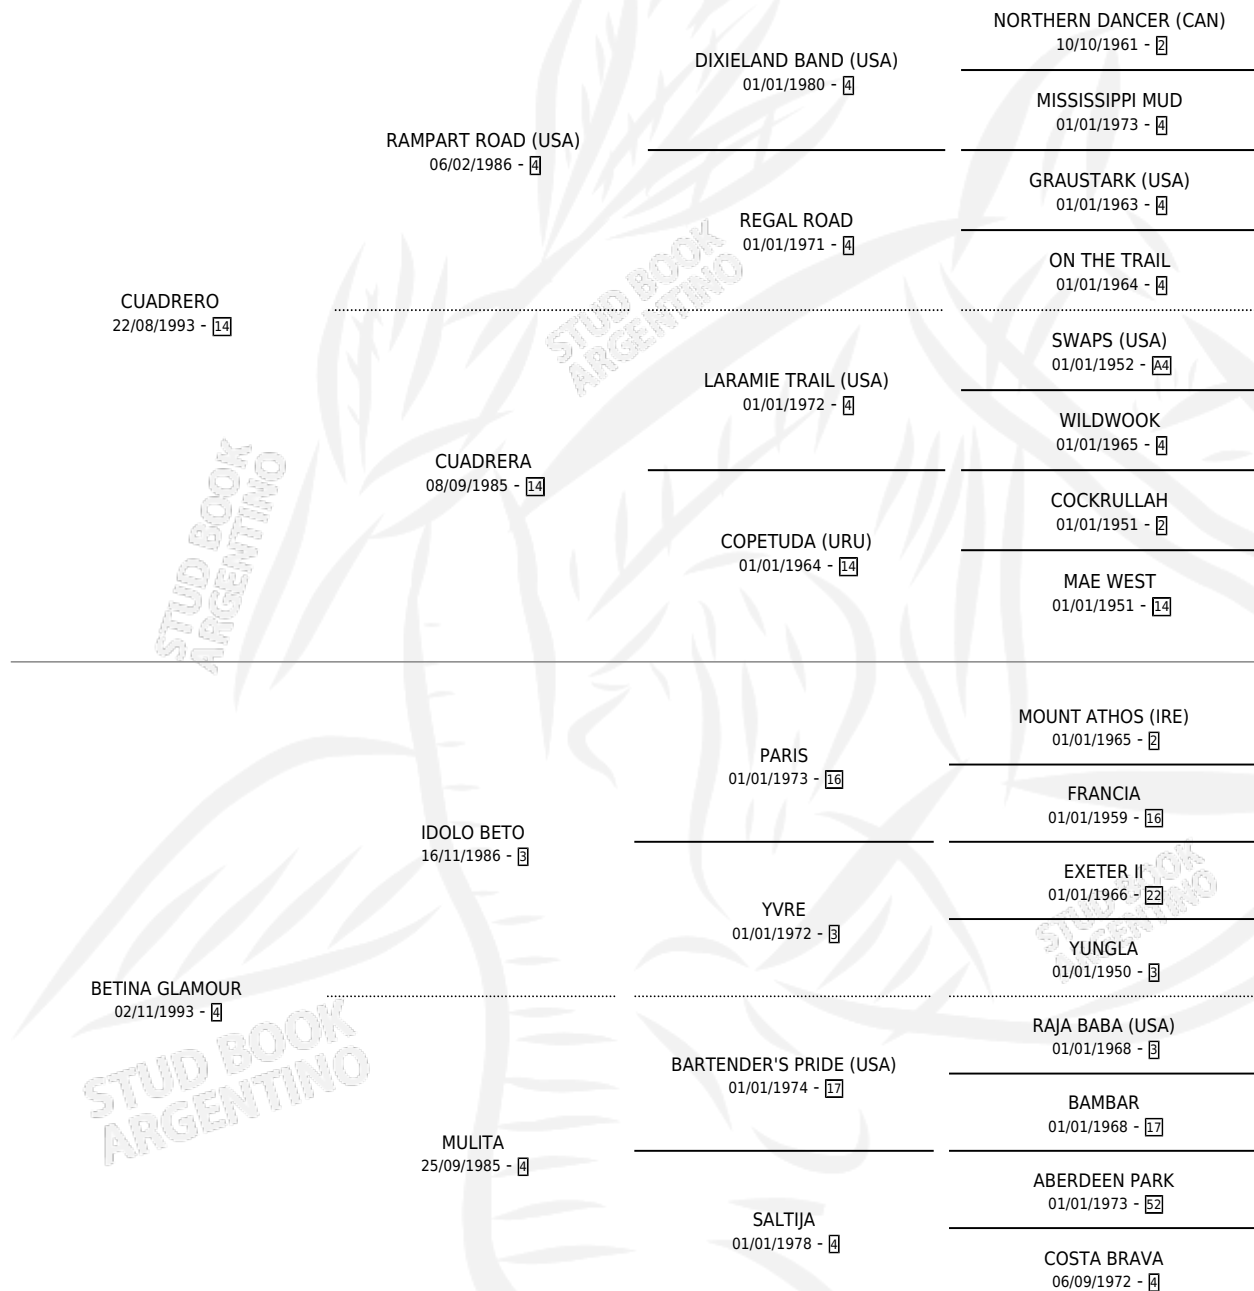 NORTHERN DANCER (CAN)
10/10/1961 - 2
DIXIELAND BAND (USA)
01/01/1980 - 4
MISSISSIPPI MUD
01/01/1973 - 4
RAMPART ROAD (USA)
06/02/1986 - 4
GRAUSTARK (USA)
01/01/1963 - 4
REGAL ROAD
01/01/1971 - 4
ON THE TRAIL
01/01/1964 - 4
CUADRERO
22/08/1993 - 14
SWAPS (USA)
01/01/1952 - A4
LARAMIE TRAIL (USA)
01/01/1972 - 4
WILDWOOK
01/01/1965 - 4
CUADRERA
08/09/1985 - 14
COCKRULLAH
01/01/1951 - 2
COPETUDA (URU)
01/01/1964 - 14
MAE WEST
01/01/1951 - 14
STUD BOOK
ARGENTINO
STUD BOOK
ARGENTINO
MOUNT ATHOS (IRE)
01/01/1965 - 2
PARIS
01/01/1973 - 16
FRANCIA
01/01/1959 - 16
IDOLO BETO
16/11/1986 - 3
EXETER II
01/01/1966 - 22
YVRE
01/01/1972 - 3
YUNGLA
01/01/1950 - 3
STUD BOOK
ARGENTINO
BETINA GLAMOUR
02/11/1993 - 4
RAJA BABA (USA)
01/01/1968 - 3
BARTENDER'S PRIDE (USA)
01/01/1974 - 17
BAMBAR
01/01/1968 - 17
MULITA
25/09/1985 - 4
ABERDEEN PARK
01/01/1973 - 52
SALTIJA
01/01/1978 - 4
COSTA BRAVA
06/09/1972 - 4
STUD BOOK
ARGENTINO